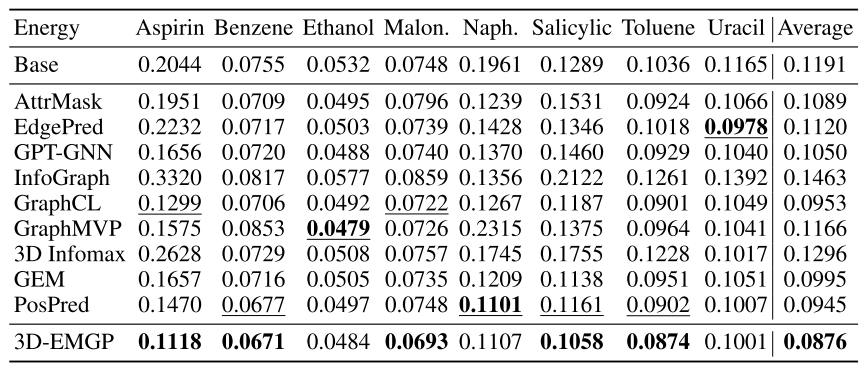 Energy Aspirin Benzene Ethanol Malon. Naph. Salicylic Toluene Uracil Average
Base 0.2044 0.0755 0.0532 0.0748 0.1961 0.1289 0.1036 0.1165 0.1191
AttrMask 0.1951 0.0709 0.0495 0.0796 0.1239 0.1531 0.0924 0.1066 0.1089
EdgePred 0.2232 0.0717 0.0503 0.0739 0.1428 0.1346 0.1018 0.0978 0.1120
GPT-GNN 0.1656 0.0720 0.0488 0.0740 0.1370 0.1460 0.0929 0.1040 0.1050
InfoGraph 0.3320 0.0817 0.0577 0.0859 0.1356 0.2122 0.1261 0.1392 0.1463
GraphCL 0.1299 0.0706 0.0492 0.0722 0.1267 0.1187 0.0901 0.1049 0.0953
GraphMVP 0.1575 0.0853 0.0479 0.0726 0.2315 0.1375 0.0964 0.1041 0.1166
3D Infomax 0.2628 0.0729 0.0508 0.0757 0.1745 0.1755 0.1228 0.1017 0.1296
GEM 0.1657 0.0716 0.0505 0.0735 0.1209 0.1138 0.0951 0.1051 0.0995
PosPred 0.1470 0.0677 0.0497 0.0748 0.1101 0.1161 0.0902 0.1007 0.0945
3D-EMGP 0.1118 0.0671 0.0484 0.0693 0.1107 0.1058 0.0874 0.1001 0.0876